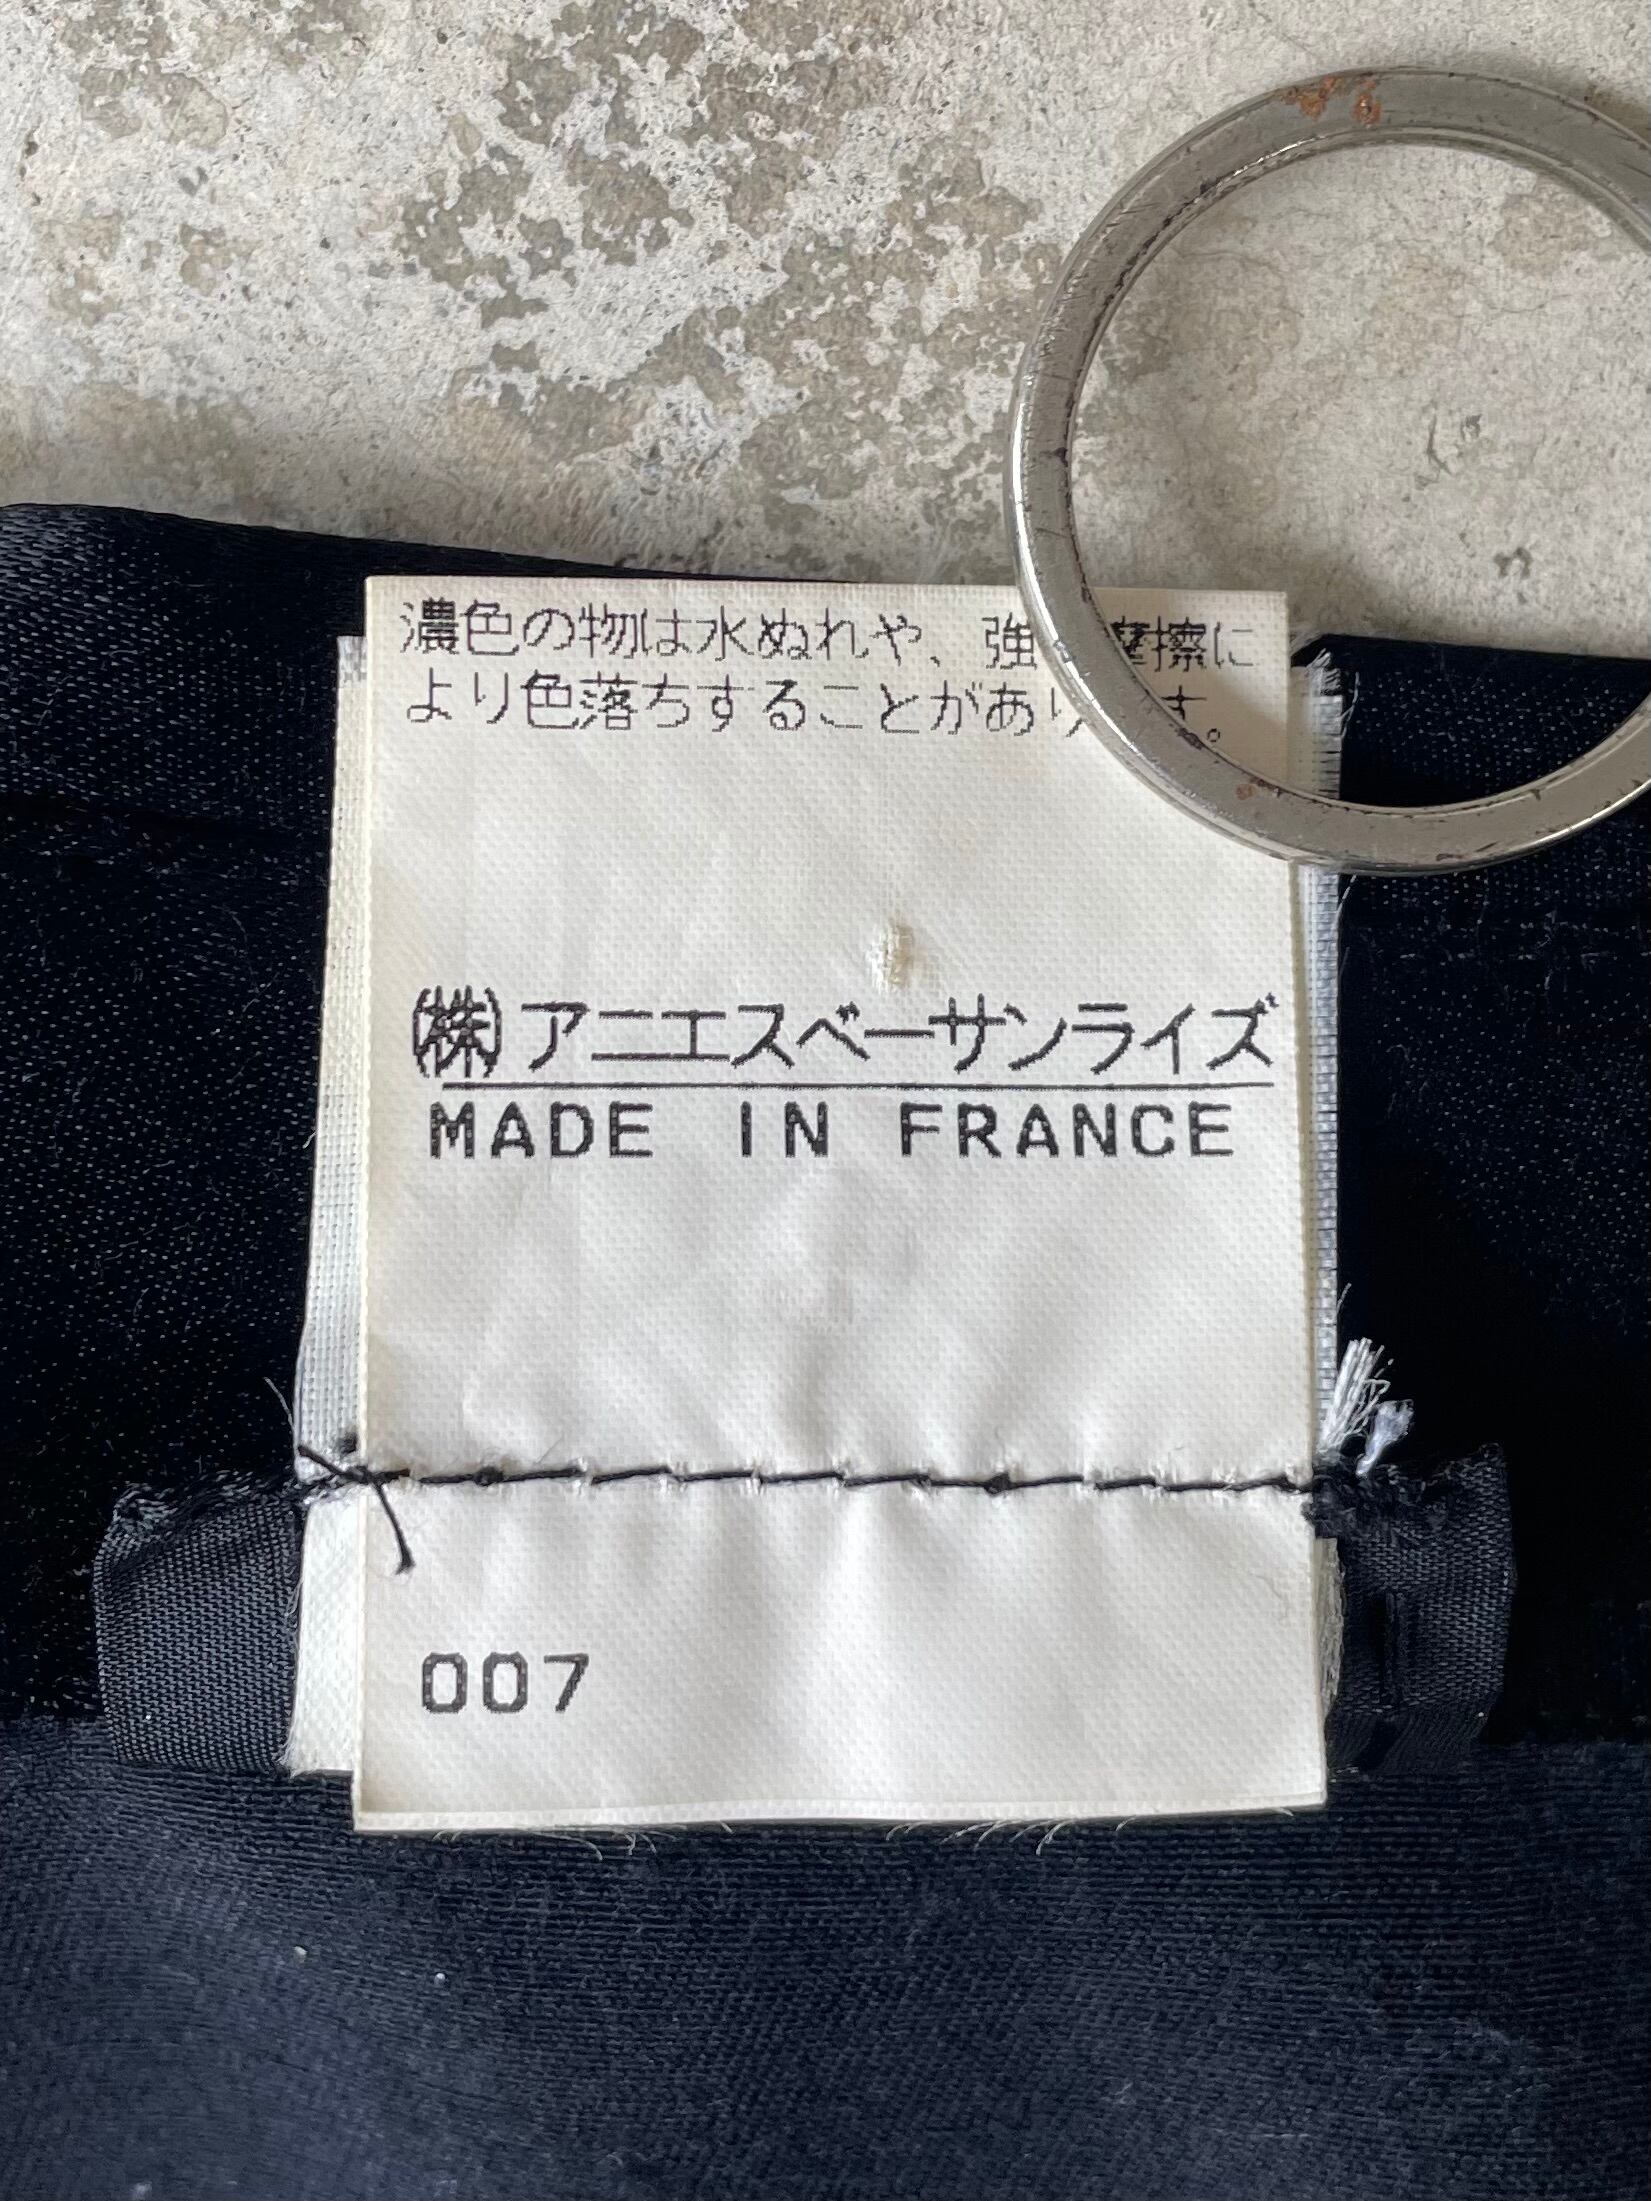 濃色の物は水ぬれや、強 摩擦に
より色落ちすることがあり す。
(株)アニエスベーサンライズ
MADE IN FRANCE
007